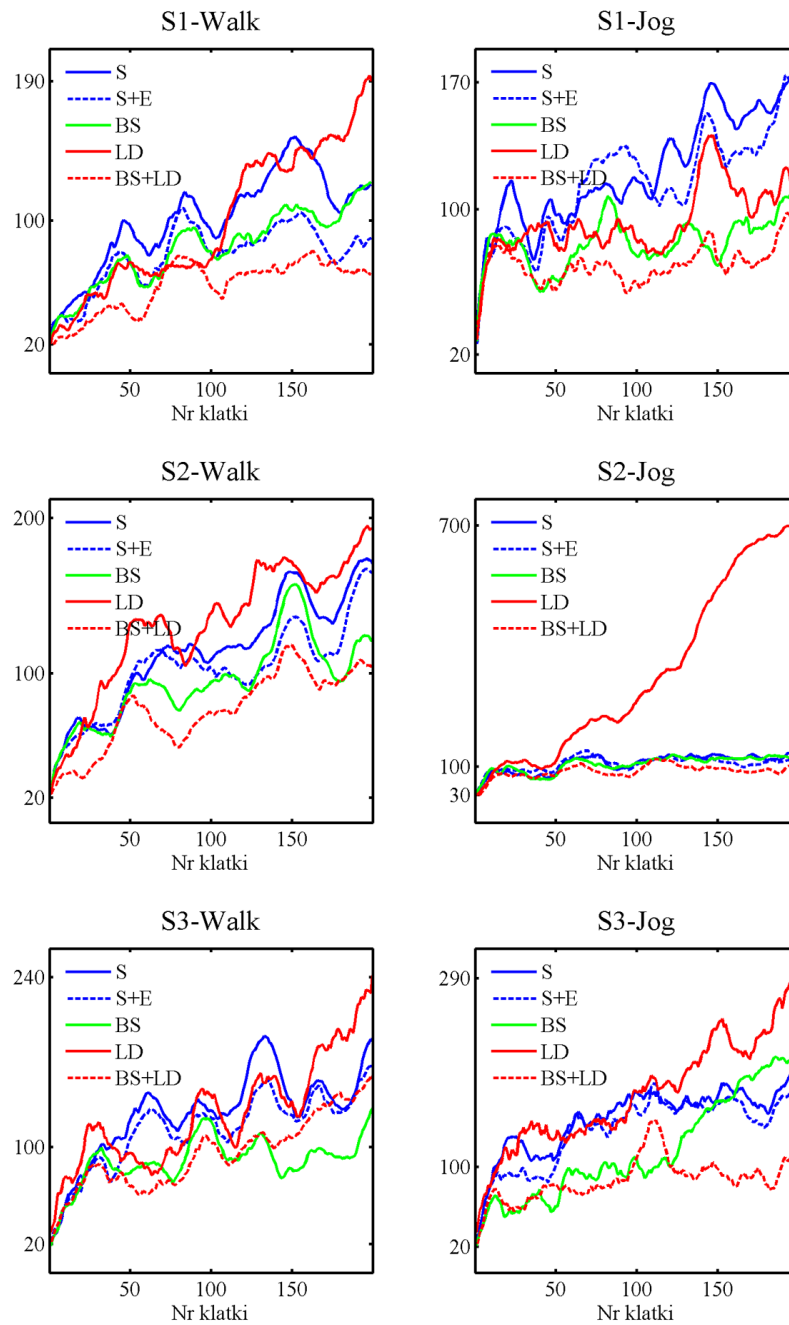 S1-Walk
190
100
20
S
S+E
BS
LD
BS+LD
50 100 150
Nr klatki
S1-Jog
170
100
20
S
S+E
BS
LD
BS+LD
50 100 150
Nr klatki
S2-Walk
200
100
20
S
S+E
BS
LD
BS+LD
50 100 150
Nr klatki
S2-Jog
700
100
30
S
S+E
BS
LD
BS+LD
50 100 150
Nr klatki
S3-Walk
240
100
20
S
S+E
BS
LD
BS+LD
50 100 150
Nr klatki
S3-Jog
290
100
20
S
S+E
BS
LD
BS+LD
50 100 150
Nr klatki